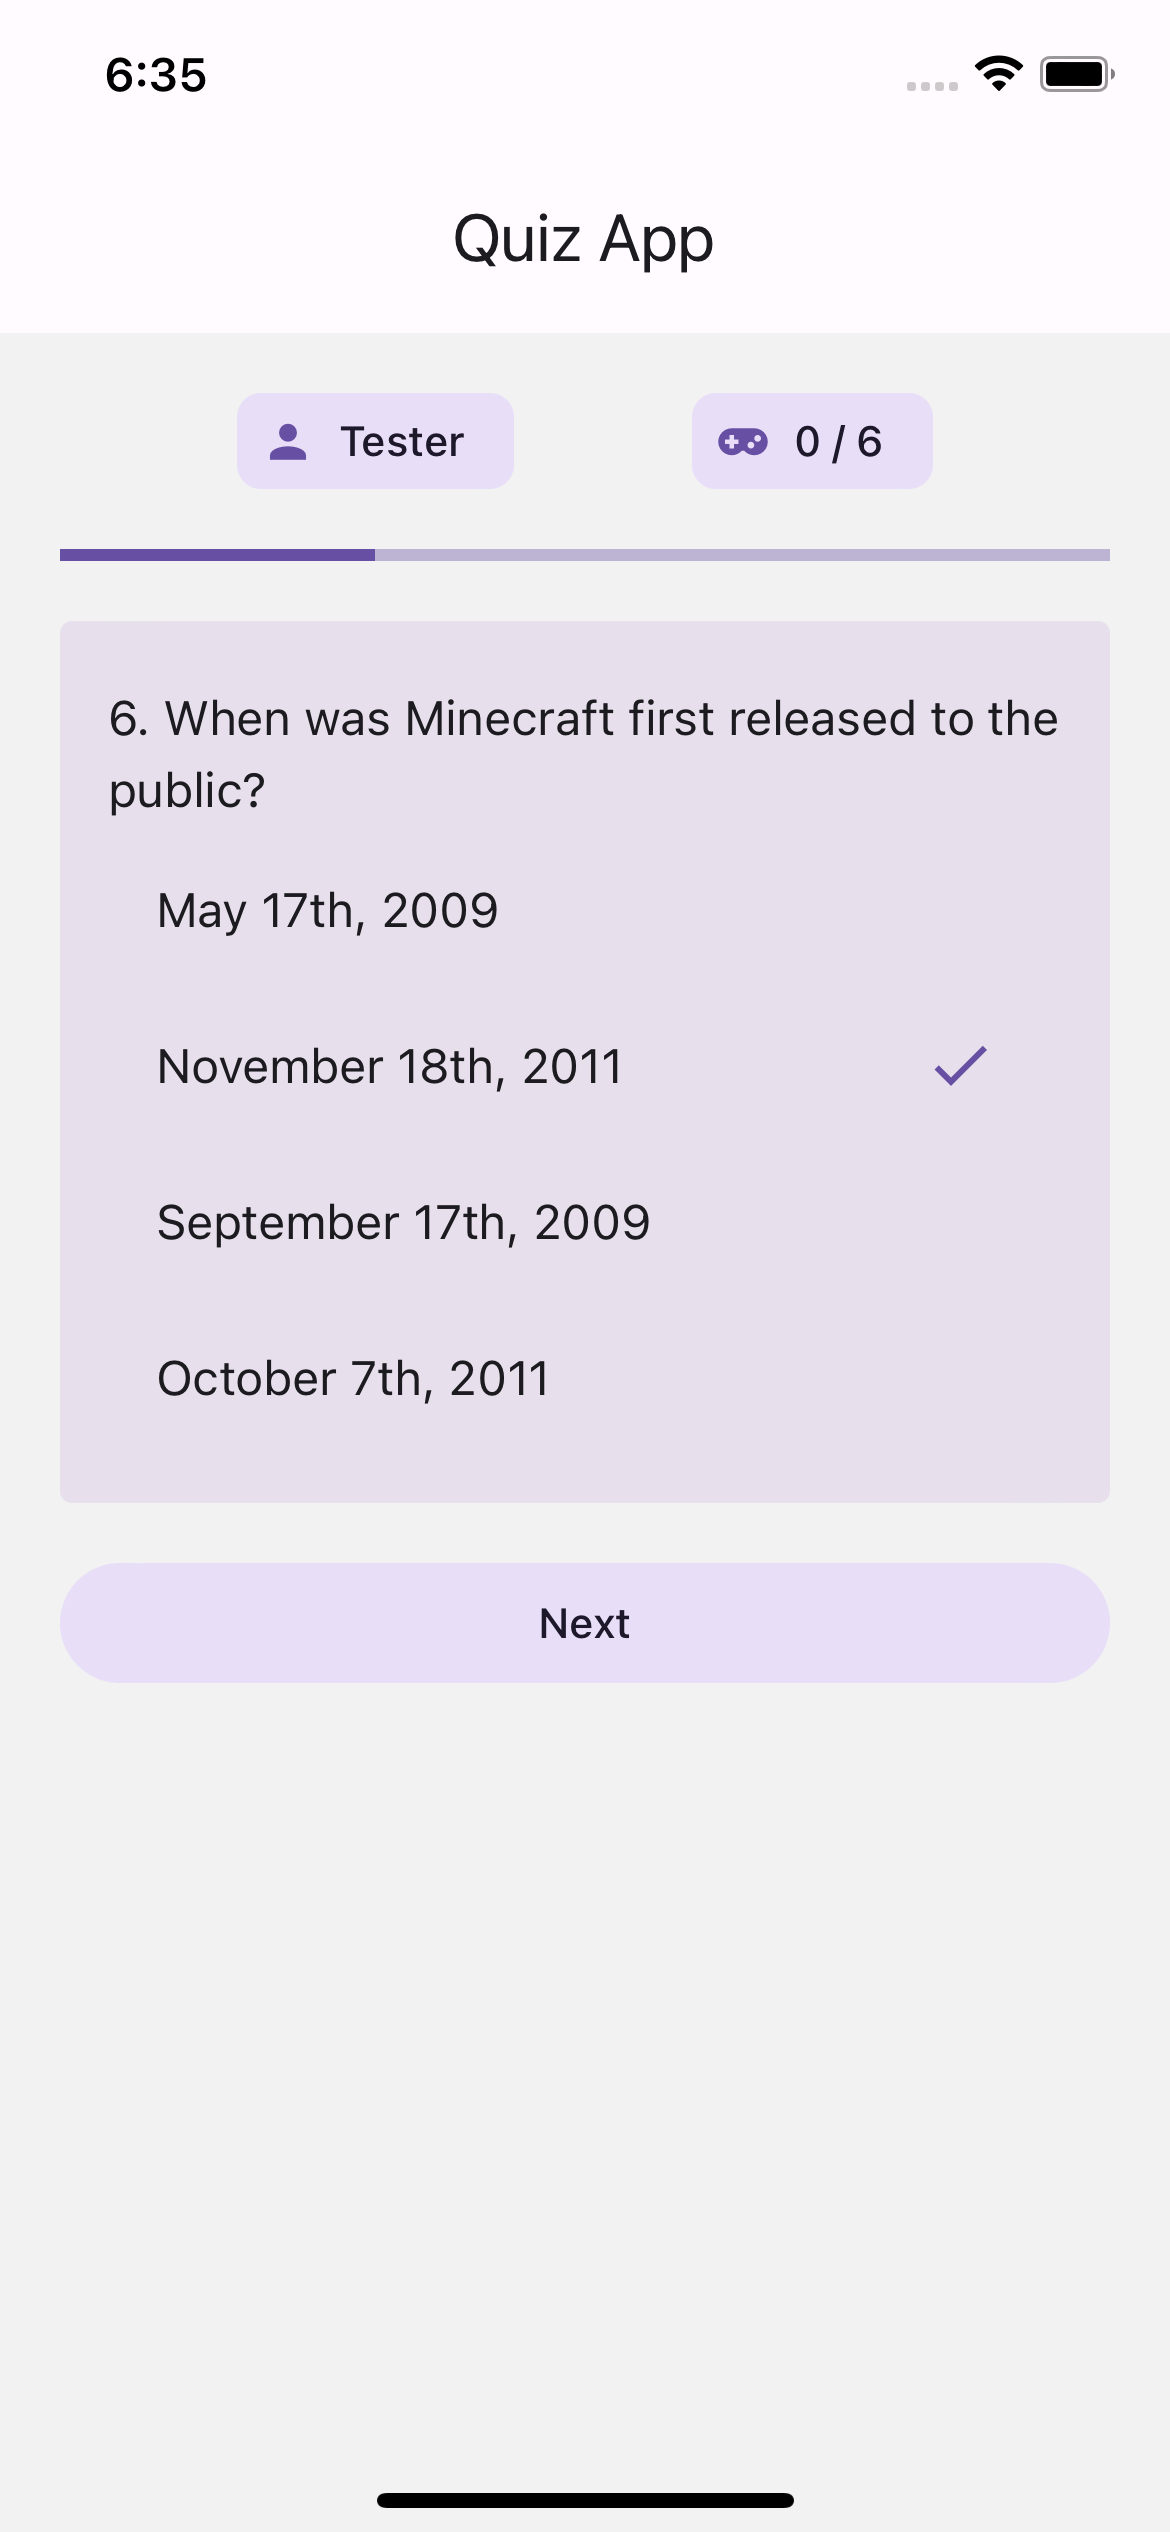 6:35
Quiz App
Tester
0 / 6
6. When was Minecraft first released to the
public?
May 17th, 2009
November 18th, 2011
September 17th, 2009
October 7th, 2011
Next